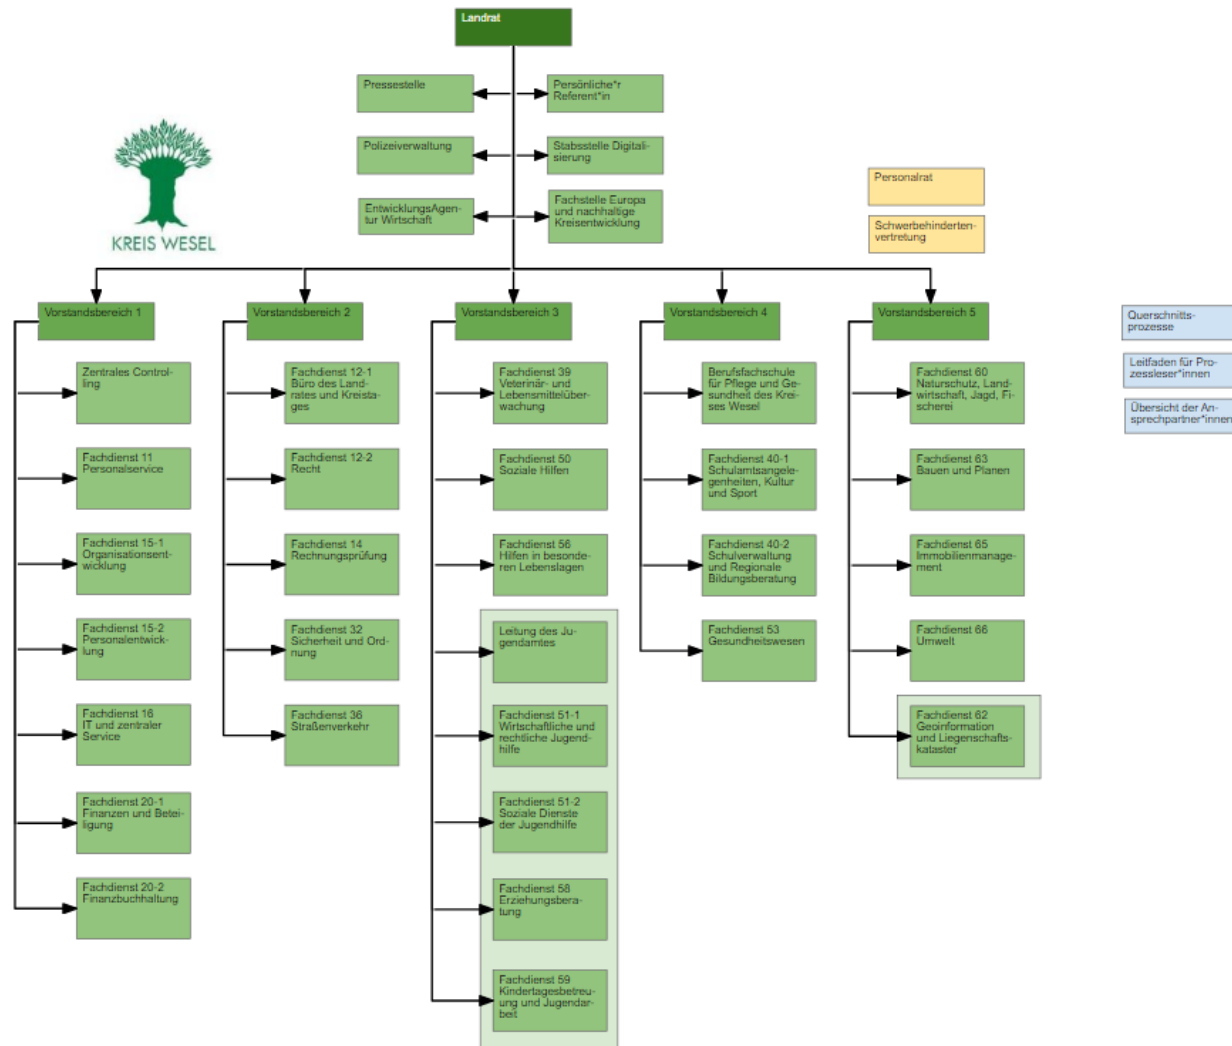 Landrat
Pressestelle
Persönliche*r
Referent*in
Polizeiverwaltung
Stabsstelle Digitali-
sierung
EntwicklungsAgen-
tur Wirtschaft
Fachstelle Europa
und nachhaltige
Kreisentwicklung
KREIS WESEL
Personalrat
Schwerbehinderten-
vertretung
Vorstandsbereich 1
Zentrales Control-
ling
Fachdienst 11
Personalservice
Fachdienst 15-1
Organisationsent-
wicklung
Fachdienst 15-2
Personalentwick-
lung
Fachdienst 16
IT und zentraler
Service
Fachdienst 20-1
Finanzen und Betei-
ligung
Fachdienst 20-2
Finanzbuchhaltung
Vorstandsbereich 2
Fachdienst 12-1
Büro des Land-
rates und Kreista-
ges
Fachdienst 12-2
Recht
Fachdienst 14
Rechnungsprüfung
Fachdienst 32
Sicherheit und Ord-
nung
Fachdienst 36
Straßenverkehr
Vorstandsbereich 3
Fachdienst 39
Veterinär- und
Lebensmittelüber-
wachung
Fachdienst 50
Soziale Hilfen
Fachdienst 56
Hilfen in besonde-
ren Lebenslagen
Leitung des Ju-
gendamtes
Fachdienst 51-1
Wirtschaftliche und
rechtliche Jugend-
hilfe
Fachdienst 51-2
Soziale Dienste
der Jugendhilfe
Fachdienst 58
Erziehungsbera-
tung
Fachdienst 59
Kindertagesbetreu-
ung und Jugendar-
beit
Vorstandsbereich 4
Berufsfachschule
für Pflege und Ge-
sundheit des Krei-
ses Wesel
Fachdienst 40-1
Schulamtsangele-
genheiten, Kultur
und Sport
Fachdienst 40-2
Schulverwaltung
und Regionale
Bildungsberatung
Fachdienst 53
Gesundheitswesen
Vorstandsbereich 5
Fachdienst 60
Naturschutz, Land-
wirtschaft, Jagd, Fi-
scherei
Fachdienst 63
Bauen und Planen
Fachdienst 65
Immobilienmanage-
ment
Fachdienst 66
Umwelt
Fachdienst 62
Geoinformation
und Liegenschafts-
kataster
Querschnitts-
prozesse
Leitfaden für Pro-
zessleser*innen
Übersicht der An-
sprechpartner*innen